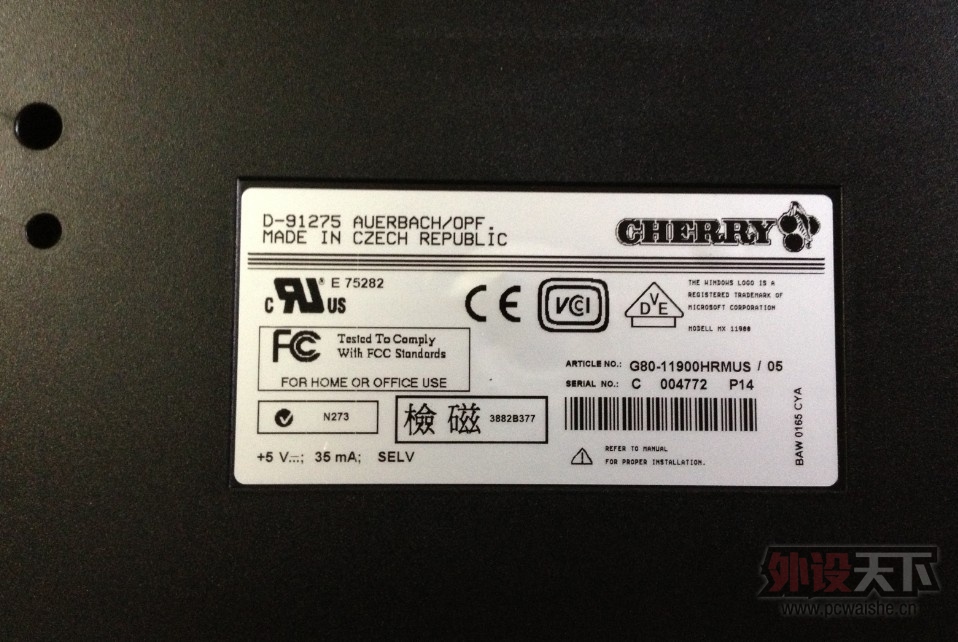 D-91275 AUERBACH/OPF.
MADE IN CZECH REPUBLIC
CHERRY
C RU ® US E 75282
CE
VCI
DVE
THE WINDOWS LOGO IS A
REGISTERED TRADEMARK OF
MICROSOFT CORPORATION
MODELL MX 11900
FC Tested To Comply
With FCC Standards
FOR HOME OR OFFICE USE
ARTICLE NO.: G80-11900HRMUS / 05
SERIAL NO.: C 004772 P14
N273
檢磁 3882B377
BAW 0165 CYA
+5 V⎓; 35 mA; SELV
REFER TO MANUAL
FOR PROPER INSTALLATION.
外设天下
www.pcwaishe.cn